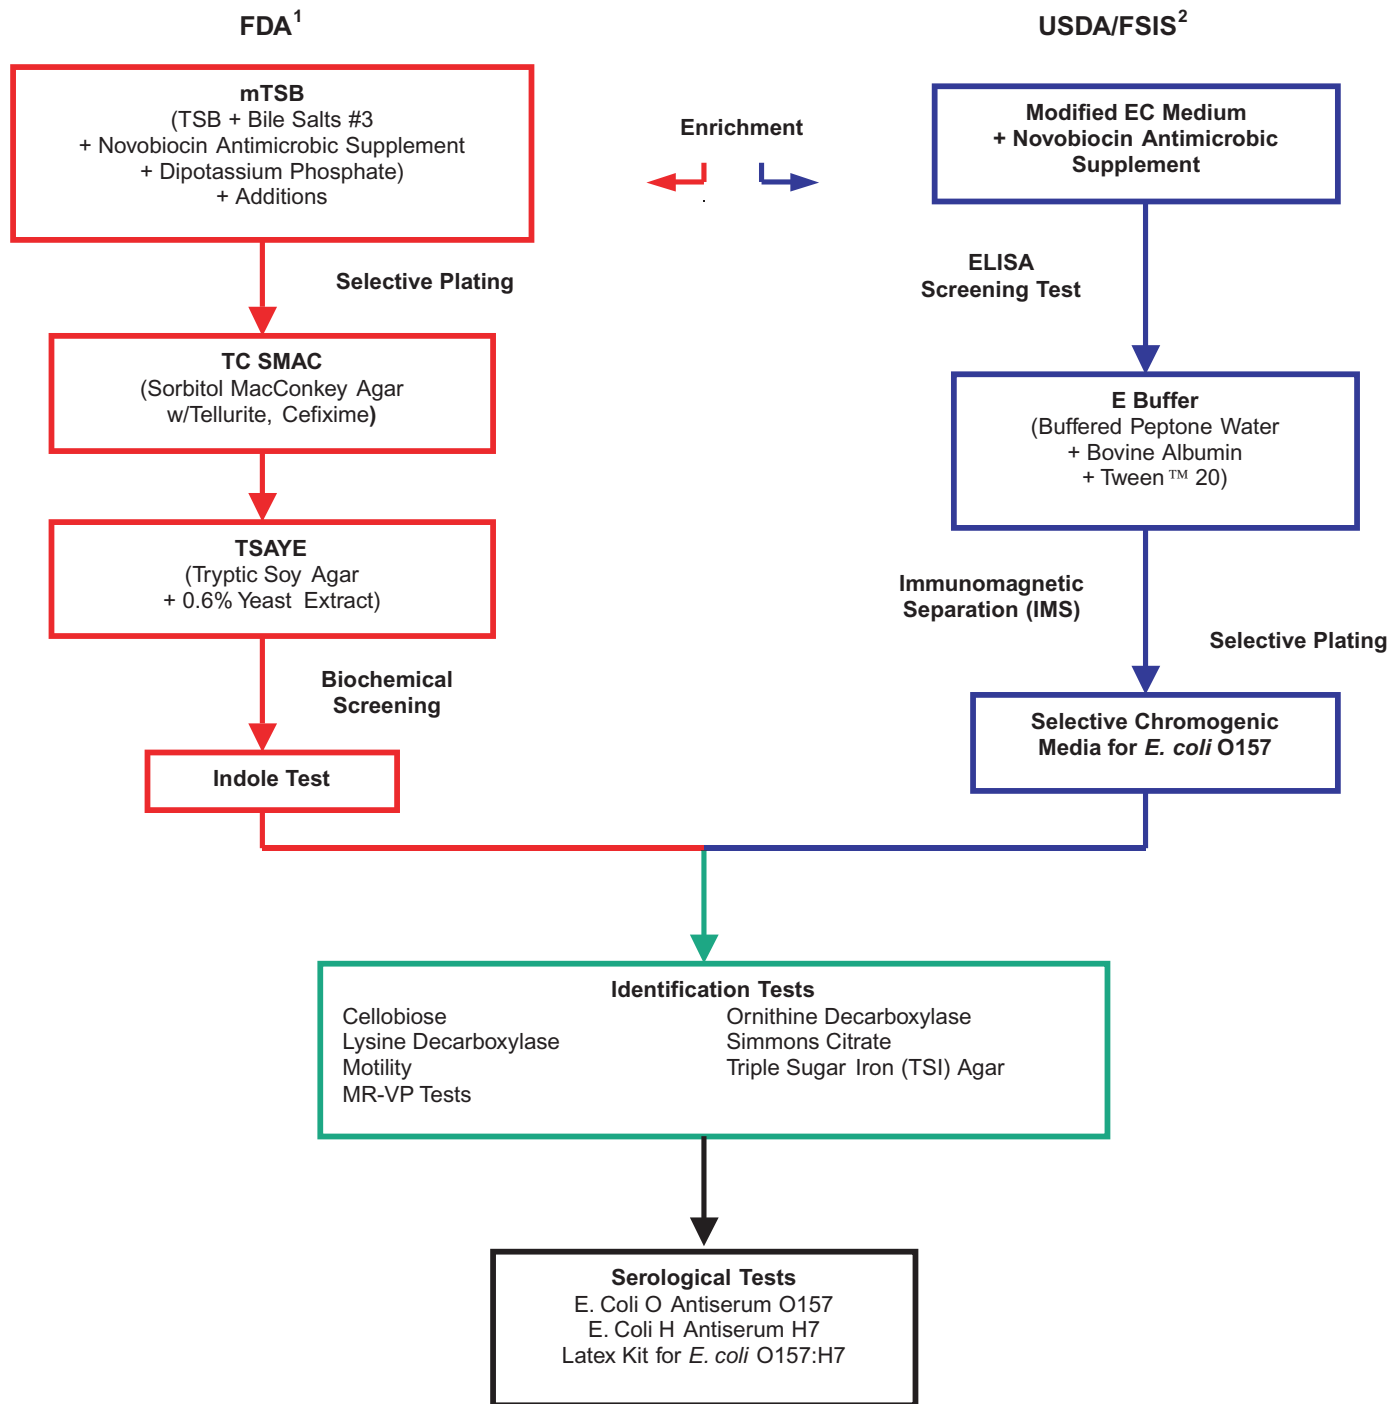 FDA1
USDA/FSIS2
mTSB
(TSB + Bile Salts #3
+ Novobiocin Antimicrobic Supplement
+ Dipotassium Phosphate)
+ Additions
Enrichment
Modified EC Medium
+ Novobiocin Antimicrobic
Supplement
Selective Plating
ELISA
Screening Test
TC SMAC
(Sorbitol MacConkey Agar
w/Tellurite, Cefixime)
E Buffer
(Buffered Peptone Water
+ Bovine Albumin
+ Tween™ 20)
TSAYE
(Tryptic Soy Agar
+ 0.6% Yeast Extract)
Immunomagnetic
Separation (IMS)
Selective Plating
Biochemical
Screening
Selective Chromogenic
Media for E. coli O157
Indole Test
Identification Tests
Cellobiose
Lysine Decarboxylase
Motility
MR-VP Tests
Ornithine Decarboxylase
Simmons Citrate
Triple Sugar Iron (TSI) Agar
Serological Tests
E. Coli O Antiserum O157
E. Coli H Antiserum H7
Latex Kit for E. coli O157:H7